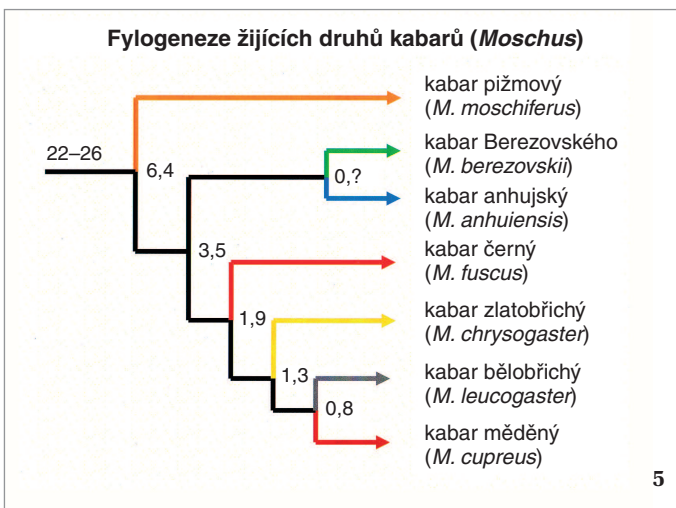 Fylogeneze žijících druhů kabarů (Moschus)
kabar pižmový
(M. moschiferus)
22–26
6,4
kabar Berezovského
(M. berezovskii)
0,?
kabar anhujský
(M. anhuiensis)
3,5
kabar černý
(M. fuscus)
1,9
kabar zlatobřichý
(M. chrysogaster)
1,3
kabar bělobřichý
(M. leucogaster)
0,8
kabar měděný
(M. cupreus)
5